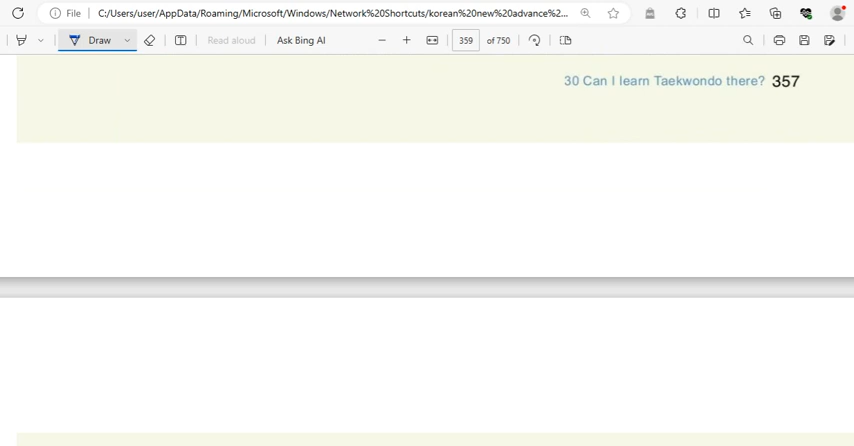 File C:/Users/user/AppData/Roaming/Microsoft/Windows/Network%20Shortcuts/korean%20new%20advance%2...
Draw Read aloud Ask Bing AI 359 of 750
30 Can I learn Taekwondo there? 357